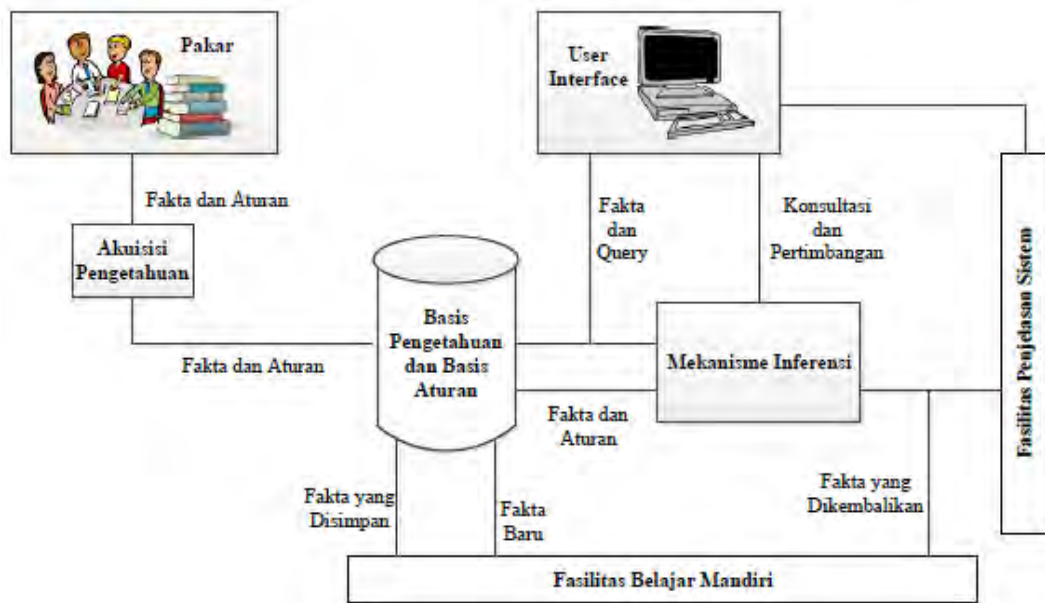 Pakar
User
Interface
Fakta dan Aturan
Akuisisi
Pengetahuan
Fakta
dan
Query
Konsultasi
dan
Pertimbangan
Fasilitas Penjelasan Sistem
Basis
Pengetahuan
dan Basis
Aturan
Fakta dan Aturan
Mekanisme Inferensi
Fakta dan
Aturan
Fakta yang
Disimpan
Fakta
Baru
Fakta yang
Dikembalikan
Fasilitas Belajar Mandiri